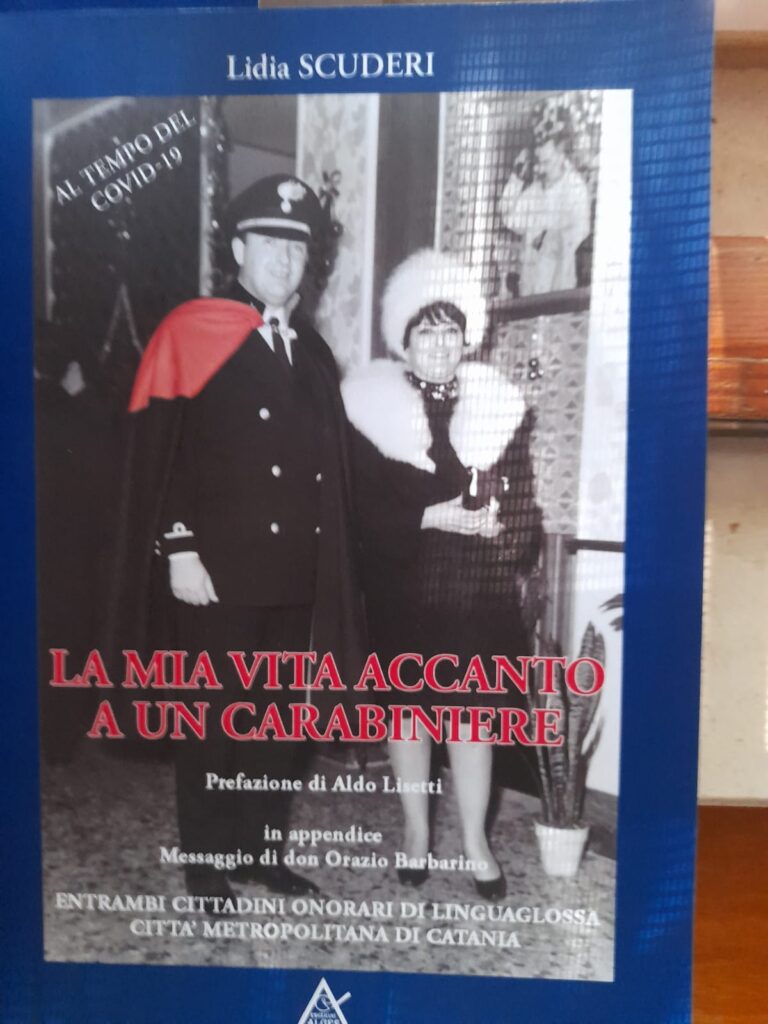 Lidia SCUDERI
AL TEMPO DEL
COVID-19
LA MIA VITA ACCANTO
A UN CARABINIERE
Prefazione di Aldo Lisetti
in appendice
Messaggio di don Orazio Barbarino
ENTRAMBI CITTADINI ONORARI DI LINGUAGLOSSA
CITTA' METROPOLITANA DI CATANIA